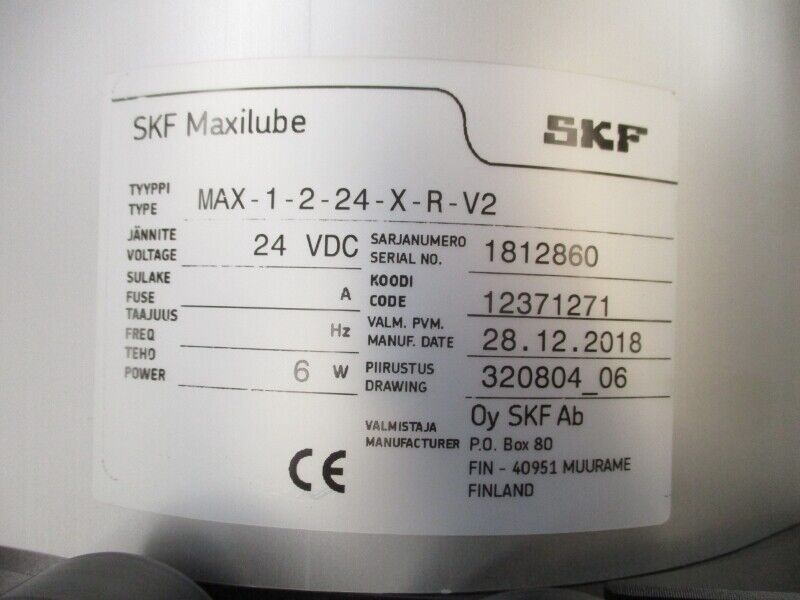 SKF Maxilube
SKF
TYYPPI
TYPE MAX-1-2-24-X-R-V2
JÄNNITE
VOLTAGE 24 VDC
SARJANUMERO
SERIAL NO. 1812860
SULAKE
FUSE A
KOODI
CODE 12371271
TAAJUUS
FREQ Hz
VALM. PVM.
MANUF. DATE 28.12.2018
TEHO
POWER 6 W
PIIRUSTUS
DRAWING 320804_06
VALMISTAJA
MANUFACTURER
Oy SKF Ab
P.O. Box 80
FIN - 40951 MUURAME
FINLAND
CE